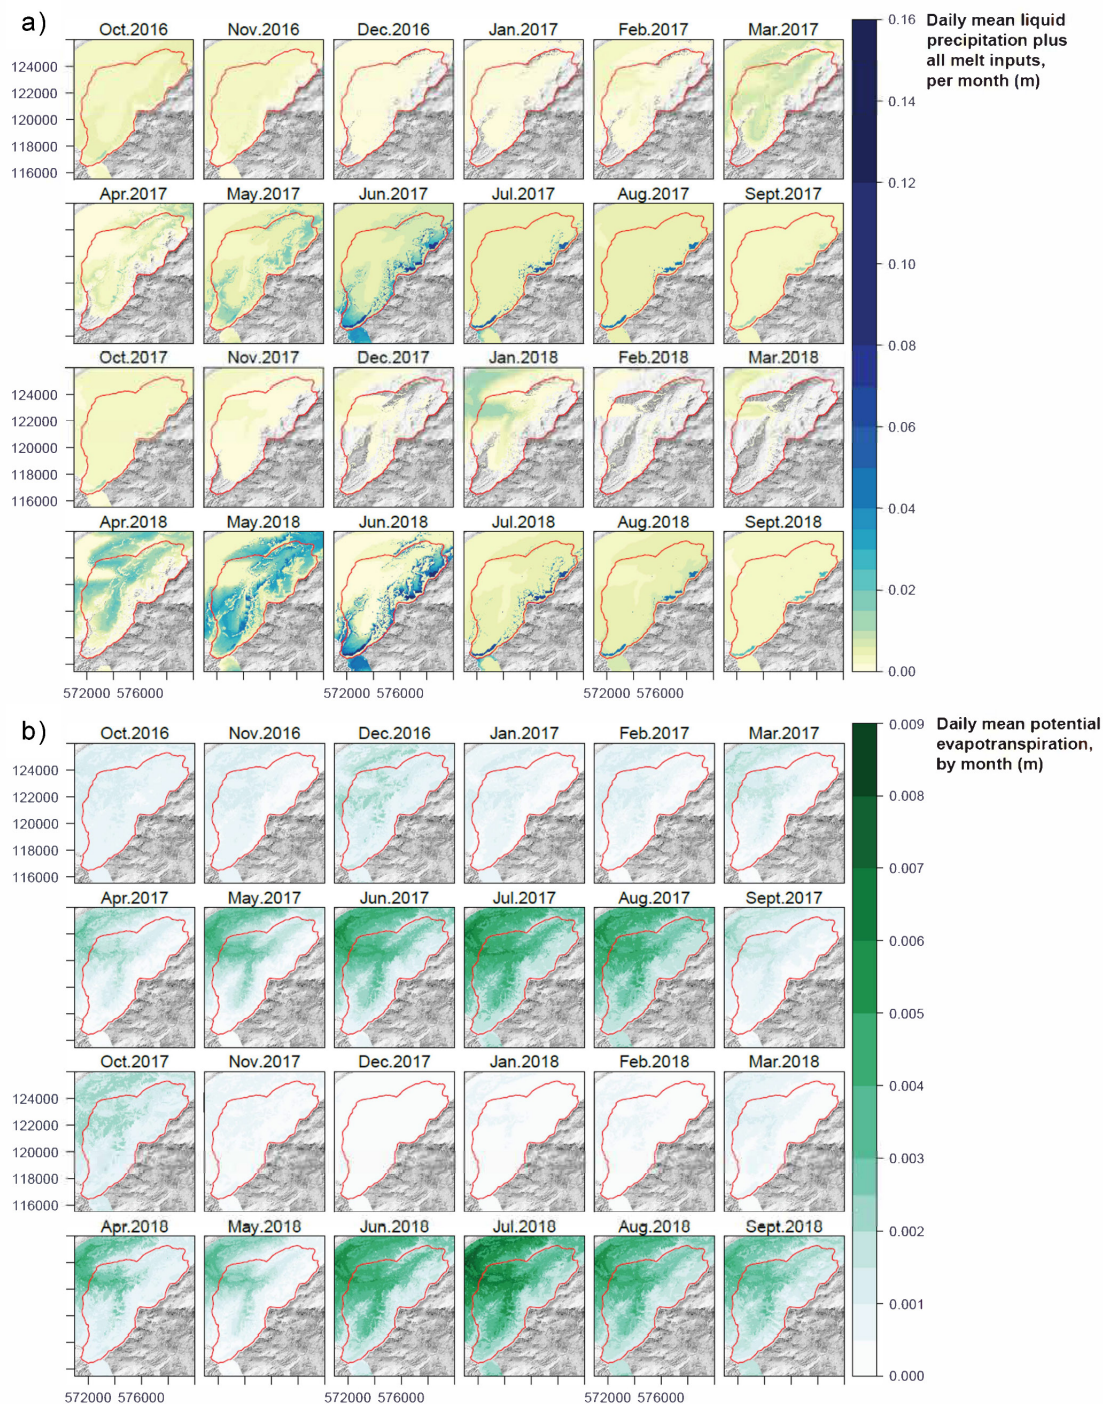 a)
Oct.2016 Nov.2016 Dec.2016 Jan.2017 Feb.2017 Mar.2017
124000
122000
120000
118000
116000
Apr.2017 May.2017 Jun.2017 Jul.2017 Aug.2017 Sept.2017
Oct.2017 Nov.2017 Dec.2017 Jan.2018 Feb.2018 Mar.2018
124000
122000
120000
118000
116000
Apr.2018 May.2018 Jun.2018 Jul.2018 Aug.2018 Sept.2018
572000 576000 572000 576000 572000 576000
0.16
0.14
0.12
0.10
0.08
0.06
0.04
0.02
0.00
Daily mean liquid
precipitation plus
all melt inputs,
per month (m)
b)
Oct.2016 Nov.2016 Dec.2016 Jan.2017 Feb.2017 Mar.2017
124000
122000
120000
118000
116000
Apr.2017 May.2017 Jun.2017 Jul.2017 Aug.2017 Sept.2017
Oct.2017 Nov.2017 Dec.2017 Jan.2018 Feb.2018 Mar.2018
124000
122000
120000
118000
116000
Apr.2018 May.2018 Jun.2018 Jul.2018 Aug.2018 Sept.2018
572000 576000 572000 576000 572000 576000
0.009
0.008
0.007
0.006
0.005
0.004
0.003
0.002
0.001
0.000
Daily mean potential
evapotranspiration,
by month (m)